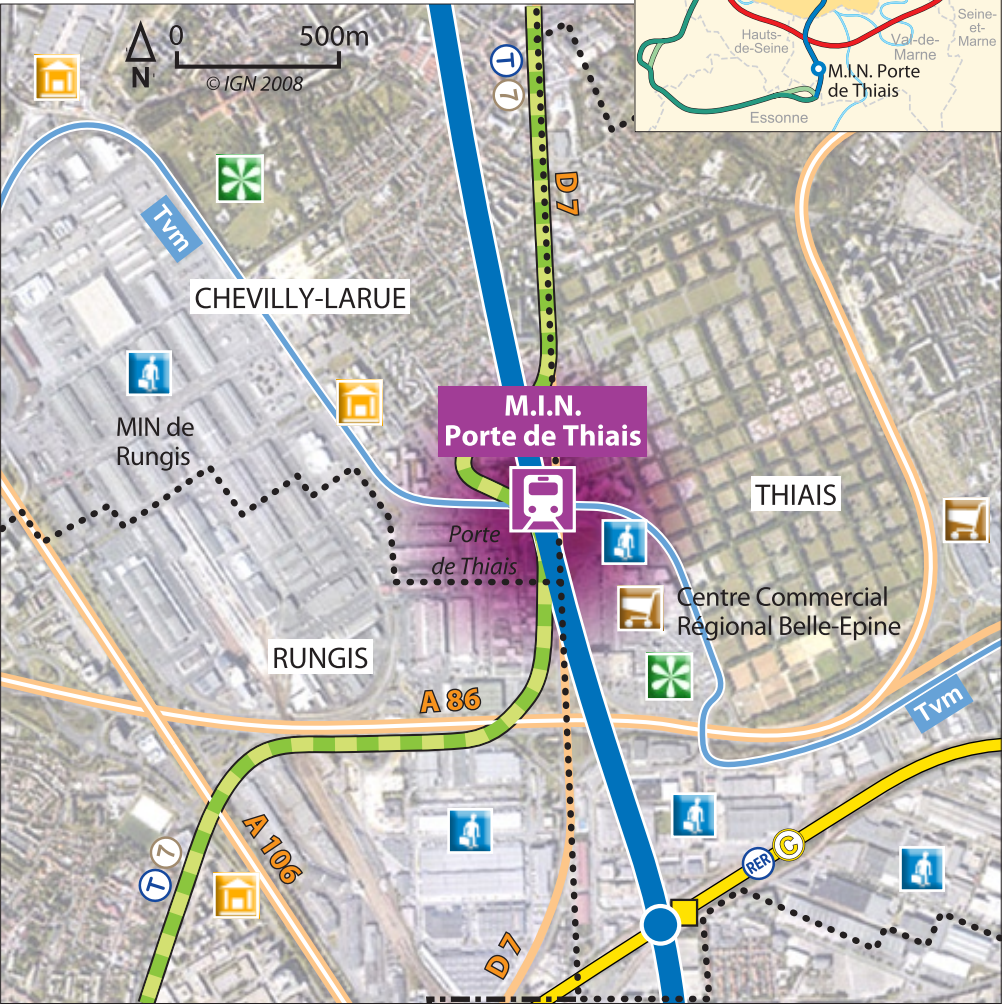 0 500m
N
© IGN 2008
T
7
D 7
Hauts-
de-Seine
Val-de-
Marne
Seine-
et-
Marne
M.I.N. Porte
de Thiais
Essonne
Tvm
CHEVILLY-LARUE
MIN de
Rungis
M.I.N.
Porte de Thiais
THIAIS
Porte
de Thiais
Centre Commercial
Régional Belle-Epine
RUNGIS
A 86
Tvm
A 106
7
T
RER C
D 7